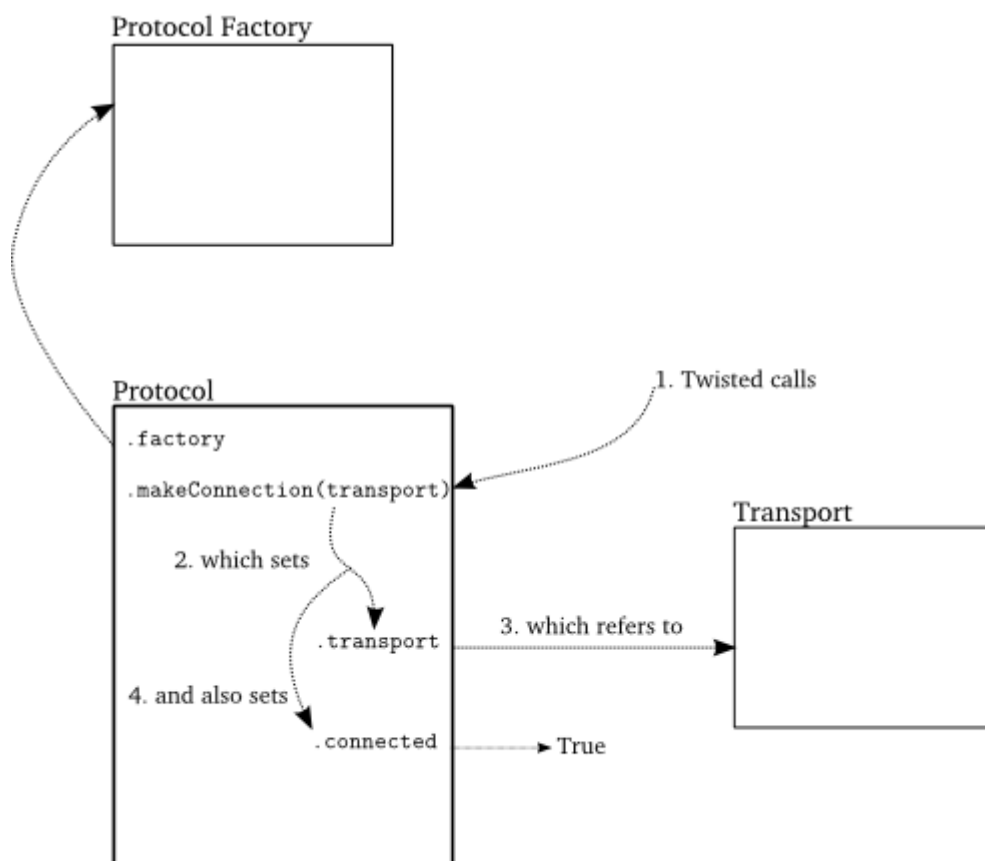 Protocol Factory
1. Twisted calls
Protocol
.factory
.makeConnection(transport)
Transport
2. which sets
3. which refers to
.transport
4. and also sets
.connected
True